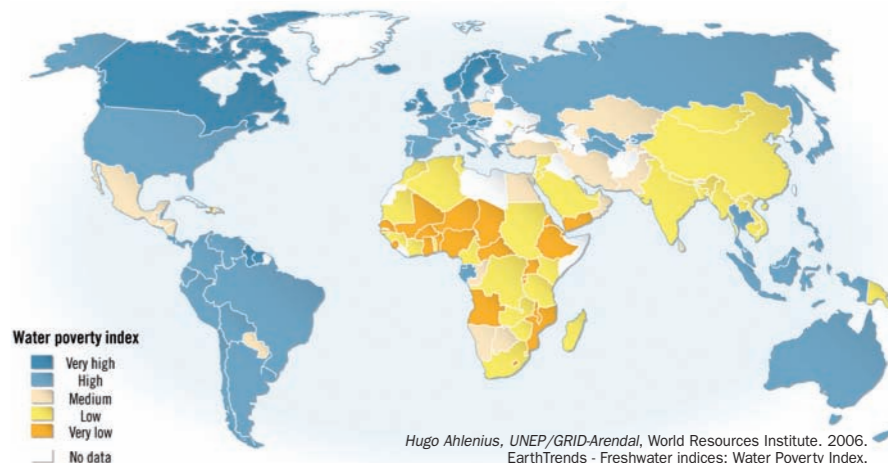 Water poverty index
Very high
High
Medium
Low
Very low
No data
Hugo Ahlenius, UNEP/GRID-Arendal, World Resources Institute. 2006.
EarthTrends - Freshwater indices: Water Poverty Index.